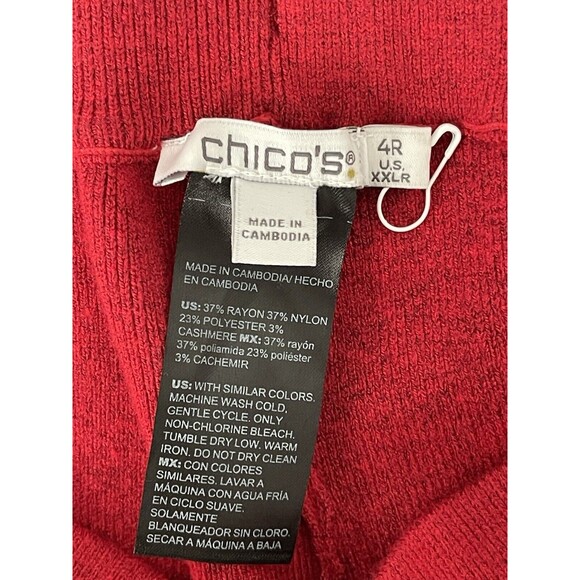 chico's®
4R
U.S.
XXLR
MADE IN
CAMBODIA
MADE IN CAMBODIA/ HECHO
EN CAMBODIA
US: 37% RAYON 37% NYLON
23% POLYESTER 3%
CASHMERE MX: 37% rayón
37% poliamida 23% poliéster
3% CACHEMIR
US: WITH SIMILAR COLORS.
MACHINE WASH COLD,
GENTLE CYCLE. ONLY
NON-CHLORINE BLEACH.
TUMBLE DRY LOW. WARM
IRON. DO NOT DRY CLEAN
MX: CON COLORES
SIMILARES. LAVAR A
MÁQUINA CON AGUA FRÍA
EN CICLO SUAVE.
SOLAMENTE
BLANQUEADOR SIN CLORO.
SECAR A MÁQUINA A BAJA